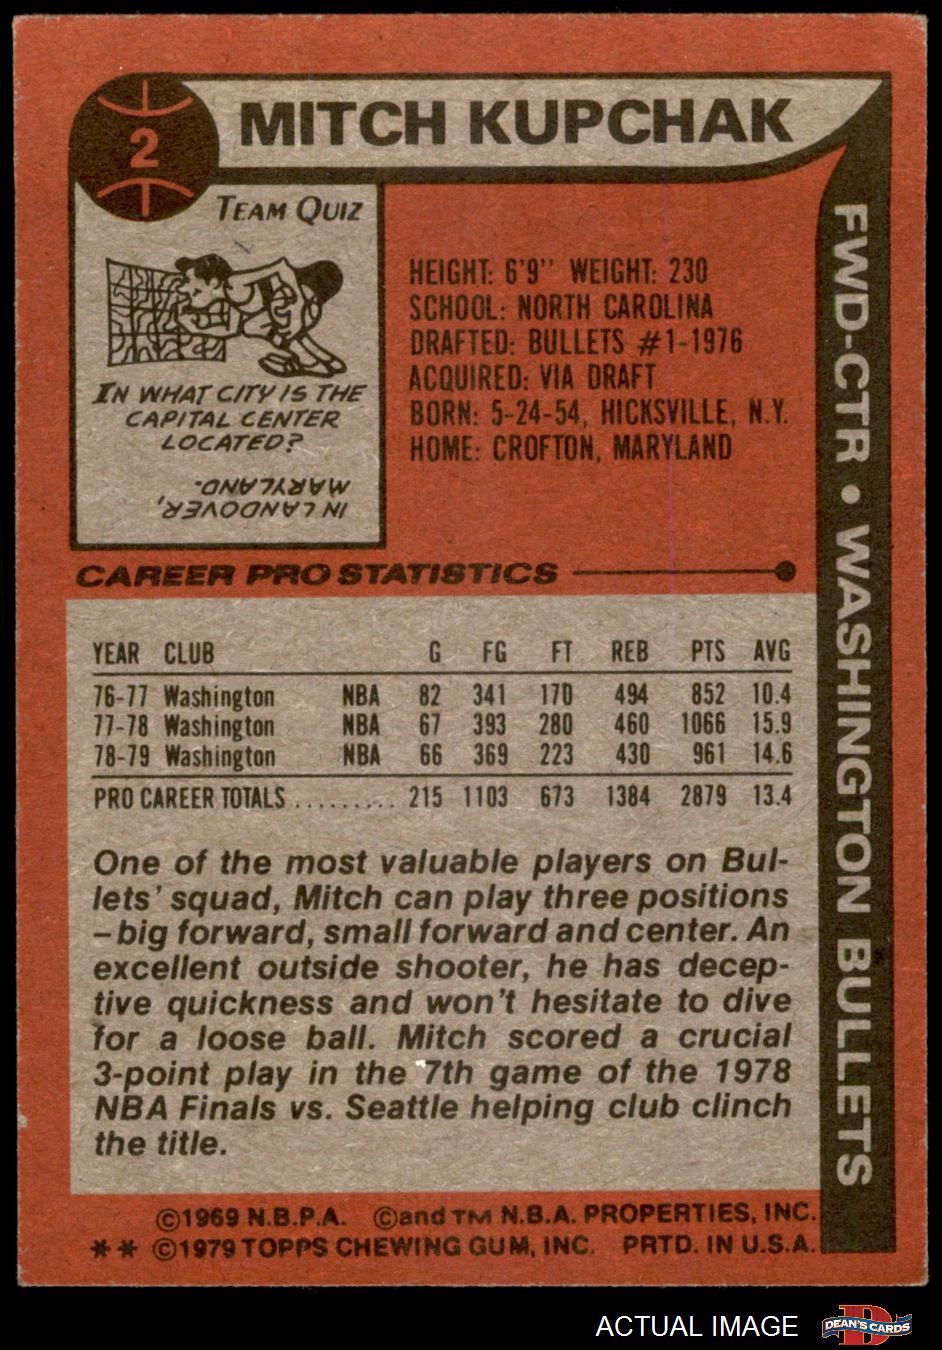 2
MITCH KUPCHAK
TEAM QUIZ
IN WHAT CITY IS THE
CAPITAL CENTER
LOCATED?
IN LANDOVER,
MARYLAND.
HEIGHT: 6'9" WEIGHT: 230
SCHOOL: NORTH CAROLINA
DRAFTED: BULLETS #1-1976
ACQUIRED: VIA DRAFT
BORN: 5-24-54, HICKSVILLE, N.Y.
HOME: CROFTON, MARYLAND
FWD-CTR • WASHINGTON BULLETS
CAREER PRO STATISTICS
YEAR CLUB G FG FT REB PTS AVG
76-77 Washington NBA 82 341 170 494 852 10.4
77-78 Washington NBA 67 393 280 460 1066 15.9
78-79 Washington NBA 66 369 223 430 961 14.6
PRO CAREER TOTALS .......... 215 1103 673 1384 2879 13.4
One of the most valuable players on Bul-
lets' squad, Mitch can play three positions
–big forward, small forward and center. An
excellent outside shooter, he has decep-
tive quickness and won't hesitate to dive
for a loose ball. Mitch scored a crucial
3-point play in the 7th game of the 1978
NBA Finals vs. Seattle helping club clinch
the title.
©1969 N.B.P.A. ©and TM N.B.A. PROPERTIES, INC.
** ©1979 TOPPS CHEWING GUM, INC. PRTD. IN U.S.A.
ACTUAL IMAGE
D
DEAN'S CARDS